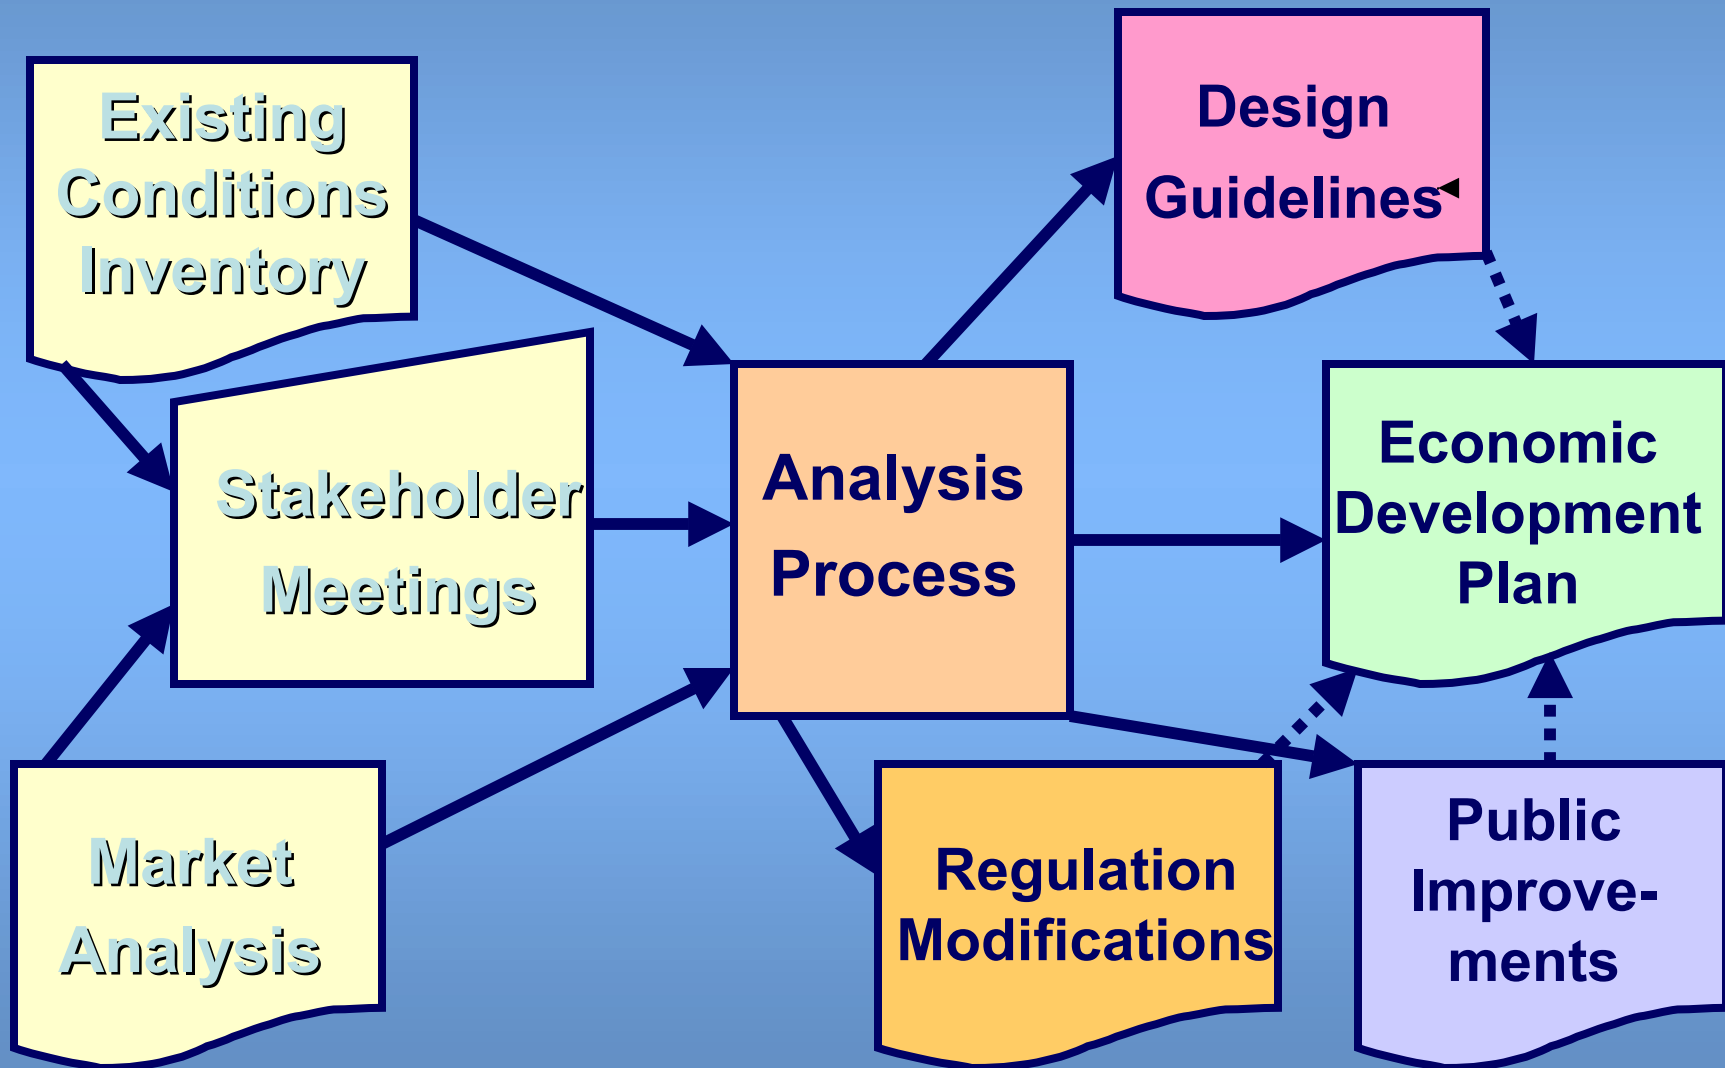 Existing
Conditions
Inventory
Stakeholder
Meetings
Market
Analysis
Analysis
Process
Design
Guidelines
Economic
Development
Plan
Regulation
Modifications
Public
Improve-
ments